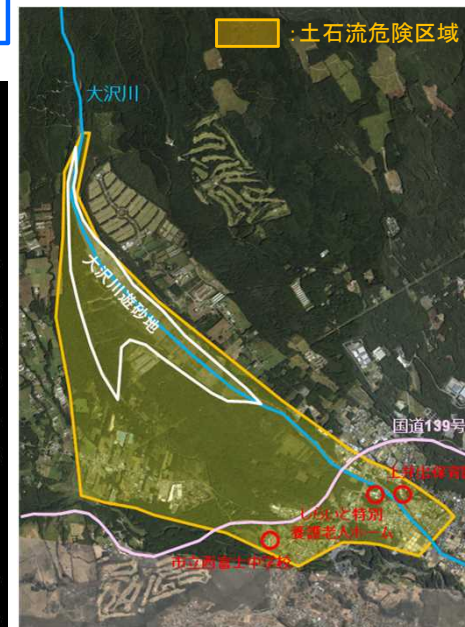 :土石流危険区域
大沢川
大沢川遊砂地
国道139号
上井出保育園
しらいと特別
養護老人ホーム
市立西富士中学校